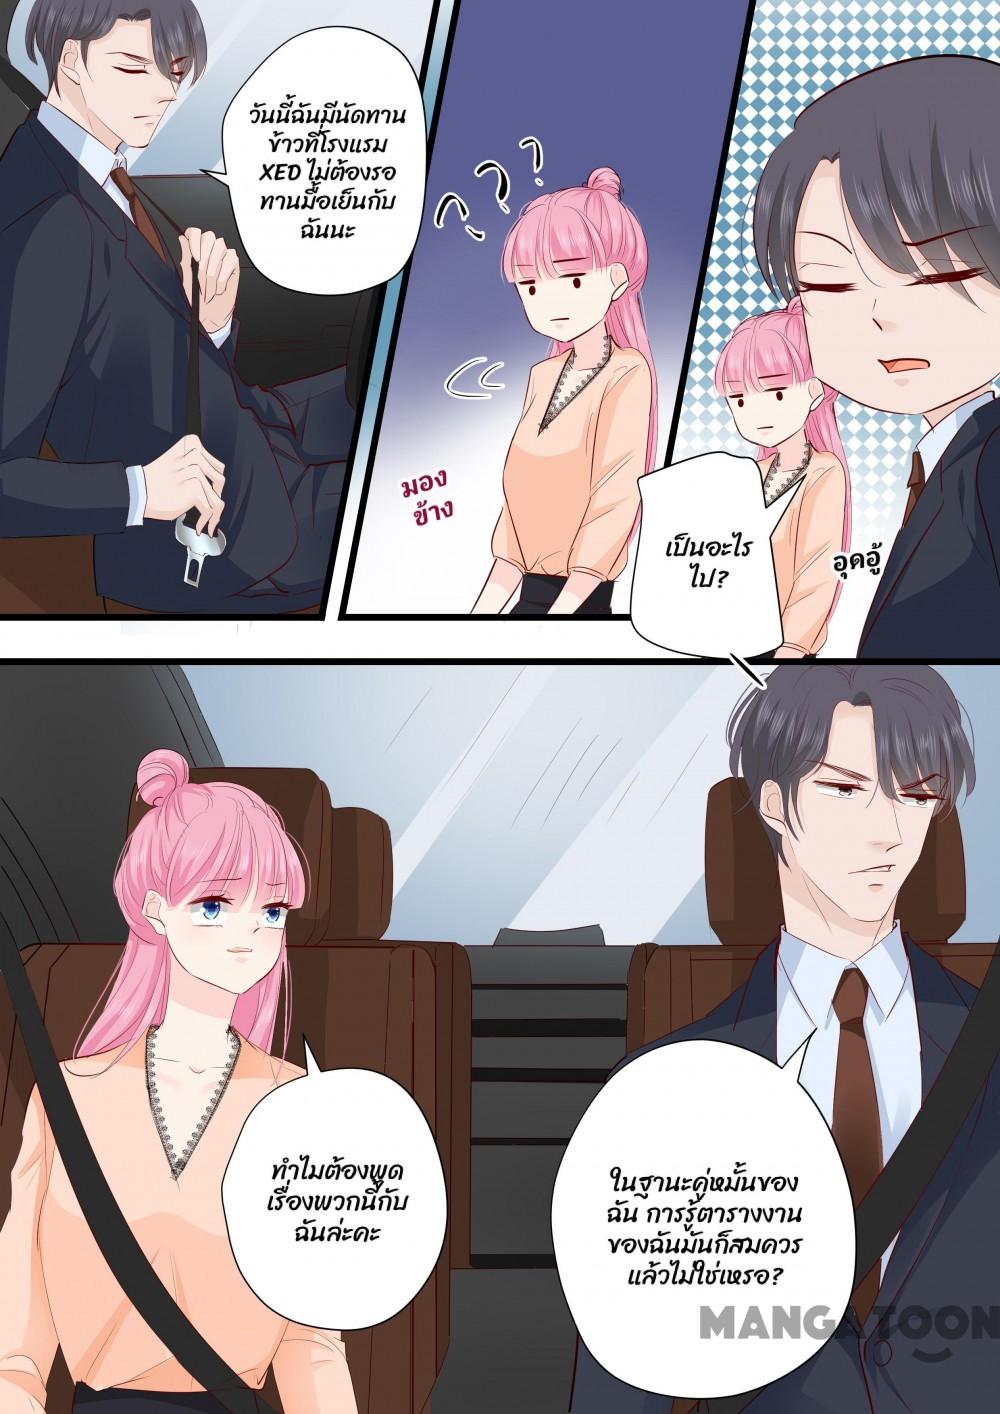 วันนี้ฉันมีนัดทาน
ข้าวที่โรงแรม
XED ไม่ต้องรอ
ทานมื้อเย็นกับ
ฉันนะ
? ? ?
มอง
ข้าง
เป็นอะไร
ไป?
อุดอู้
ทำไมต้องพูด
เรื่องพวกนี้กับ
ฉันล่ะคะ
ในฐานะคู่หมั้นของ
ฉัน การรู้ตารางงาน
ของฉันมันก็สมควร
แล้วไม่ใช่เหรอ?
MANGATOON